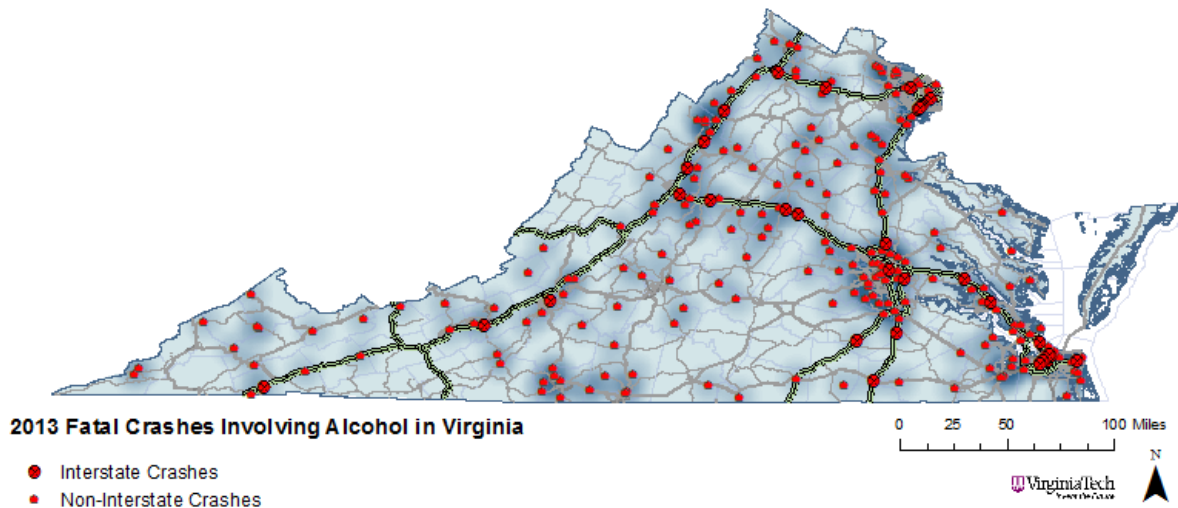 2013 Fatal Crashes Involving Alcohol in Virginia
Interstate Crashes
Non-Interstate Crashes
0 25 50 100 Miles
N
VirginiaTech